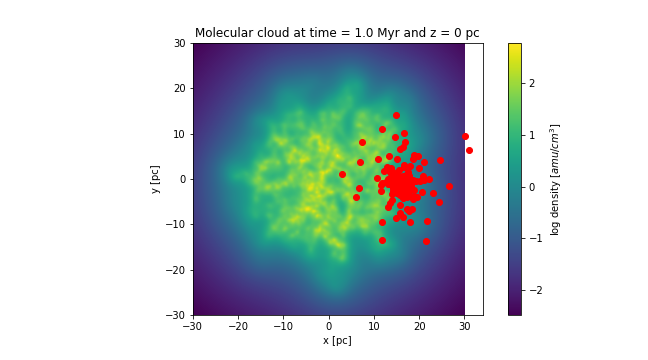 Molecular cloud at time = 1.0 Myr and z = 0 pc
30
20
10
0
−10
−20
−30
y [pc]
−30 −20 −10 0 10 20 30
x [pc]
2
1
0
−1
−2
log density [amu/cm³]